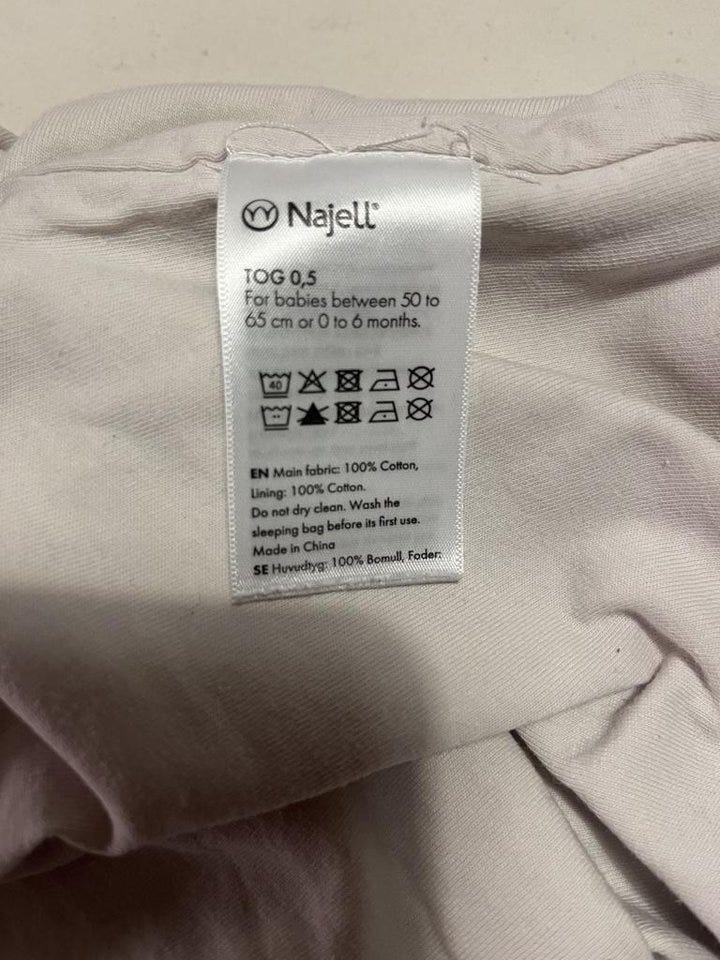 Najell®
TOG 0,5
For babies between 50 to
65 cm or 0 to 6 months.
40
EN Main fabric: 100% Cotton,
Lining: 100% Cotton.
Do not dry clean. Wash the
sleeping bag before its first use.
Made in China
SE Huvudtyg: 100% Bomull, Foder: